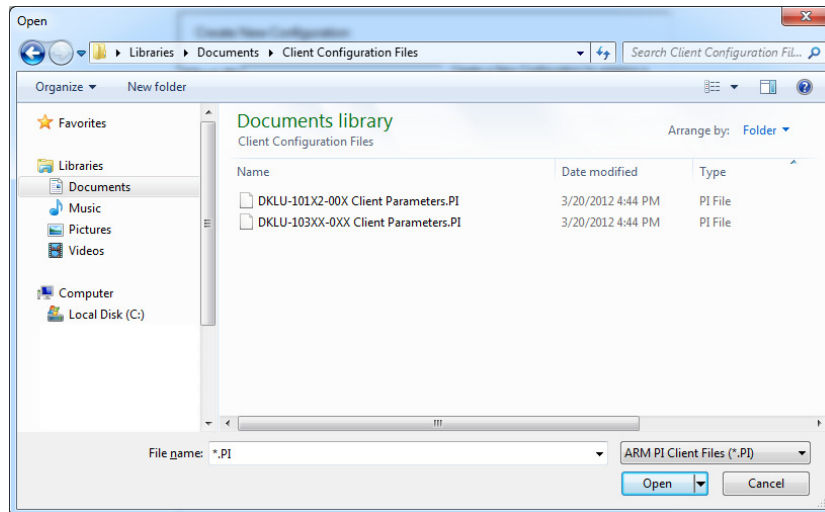 Open
Create New Configuration
Libraries Documents Client Configuration Files Search Client Configuration Fil...
Organize New folder
Favorites
Libraries
Documents
Music
Pictures
Videos
Computer
Local Disk (C:)
Documents library
Client Configuration Files
Arrange by: Folder
Name Date modified Type
DKLU-101X2-00X Client Parameters.PI 3/20/2012 4:44 PM PI File
DKLU-103XX-0XX Client Parameters.PI 3/20/2012 4:44 PM PI File
File name: *.PI ARM PI Client Files (*.PI)
Open Cancel